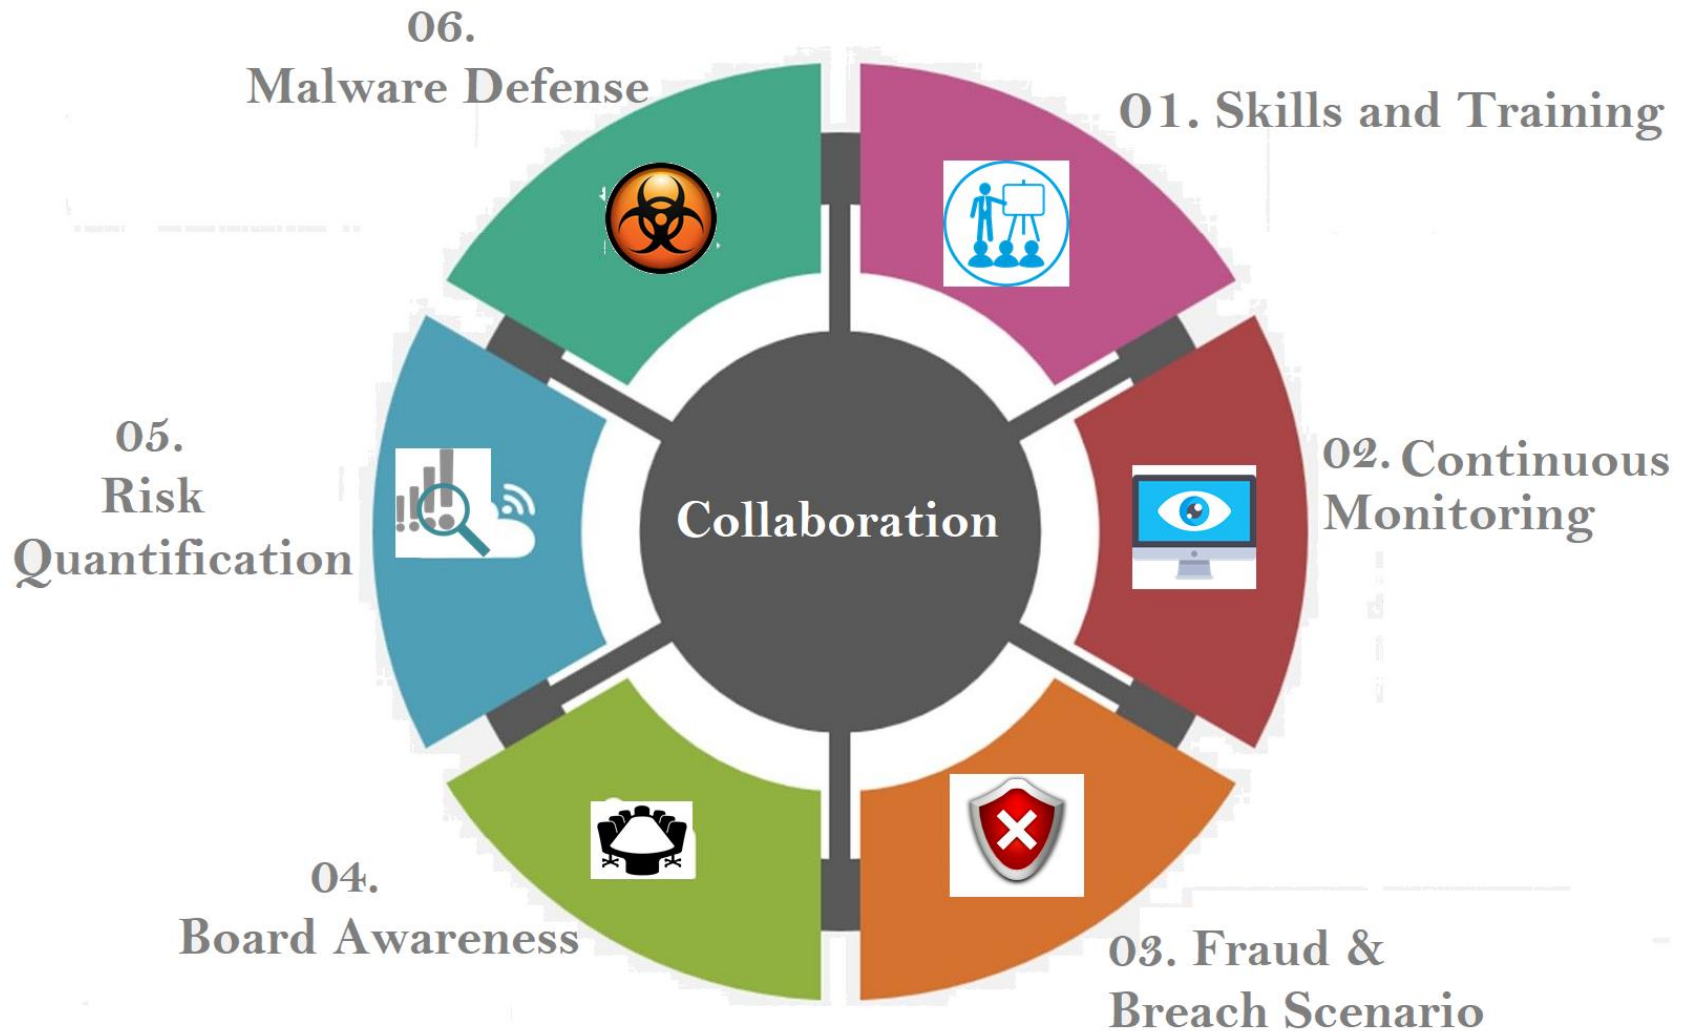 06.
Malware Defense
01. Skills and Training
05.
Risk
Quantification
Collaboration
02. Continuous
Monitoring
04.
Board Awareness
03. Fraud &
Breach Scenario